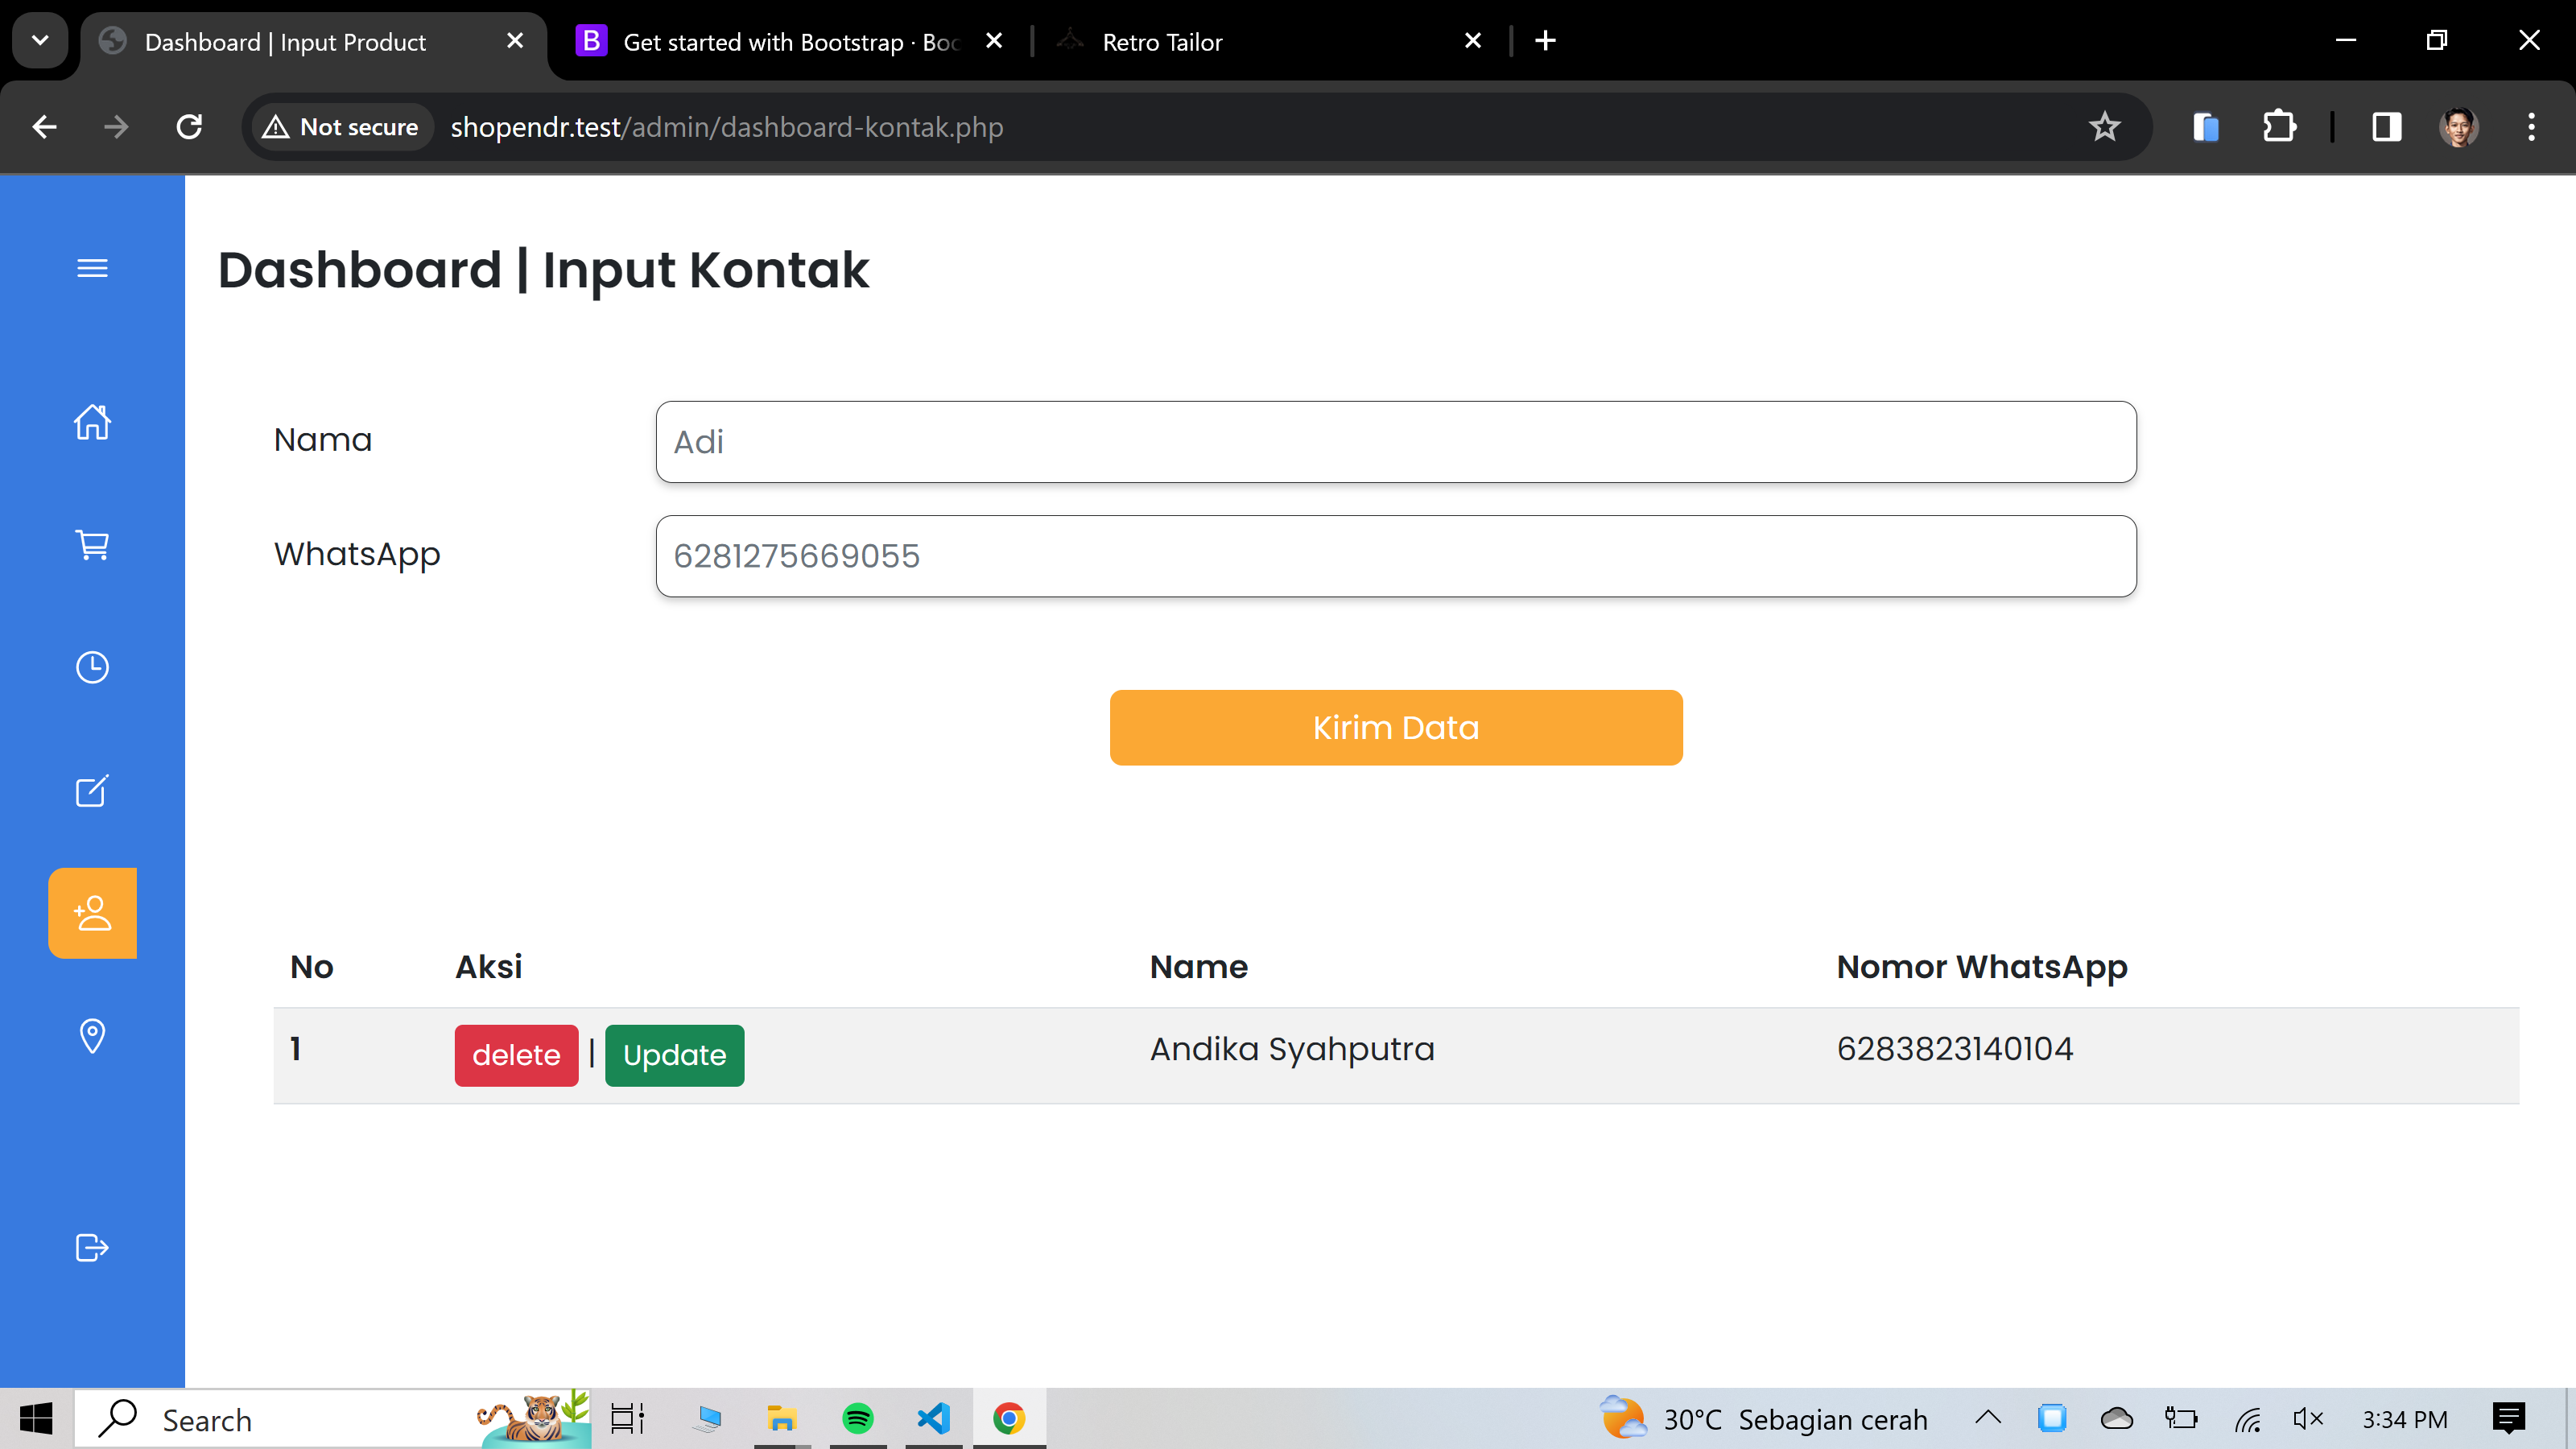 Dashboard | Input Product
Get started with Bootstrap · Boo
Retro Tailor
Not secure
shopendr.test/admin/dashboard-kontak.php
Dashboard | Input Kontak
Nama
Adi
WhatsApp
6281275669055
Kirim Data
No Aksi Name Nomor WhatsApp
1 delete | Update Andika Syahputra 6283823140104
Search
30°C Sebagian cerah
3:34 PM